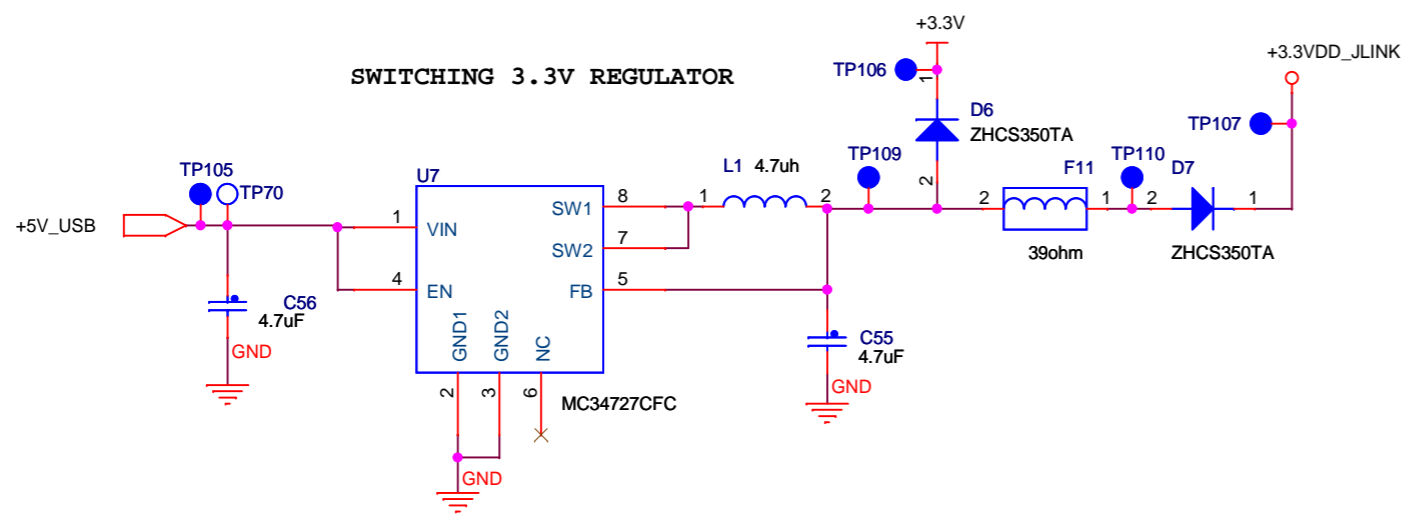 +3.3V
+3.3VDD_JLINK
SWITCHING 3.3V REGULATOR
TP106
1
D6
ZHCS350TA
TP107
TP105
TP70
U7
L1 4.7uh
TP109
2
F11
TP110
D7
+5V_USB
1
VIN
SW1
8
1
2
2
1
2
1
SW2
7
39ohm
ZHCS350TA
4
EN
FB
5
C56
4.7uF
GND1
GND2
NC
C55
4.7uF
GND
GND
2
3
6
MC34727CFC
GND